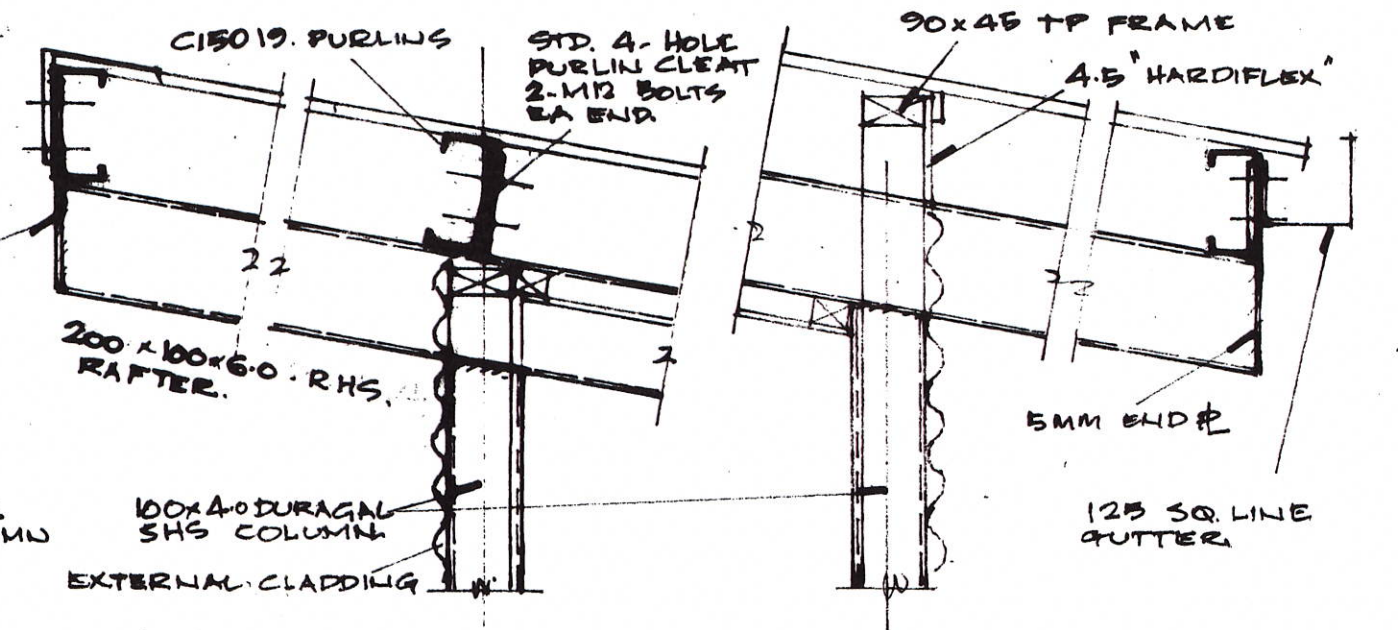 C15019. PURLINS
STD. 4-HOLE
PURLIN CLEAT
2-M12 BOLTS
EA END.
90x45 TP FRAME
4.5 "HARDIFLEX"
200 x 100 x 6.0. RHS.
RAFTER.
5MM END PL
100x4.0 DURAGAL
SHS COLUMN.
MN
EXTERNAL CLADDING
125 SQ. LINE
GUTTER.